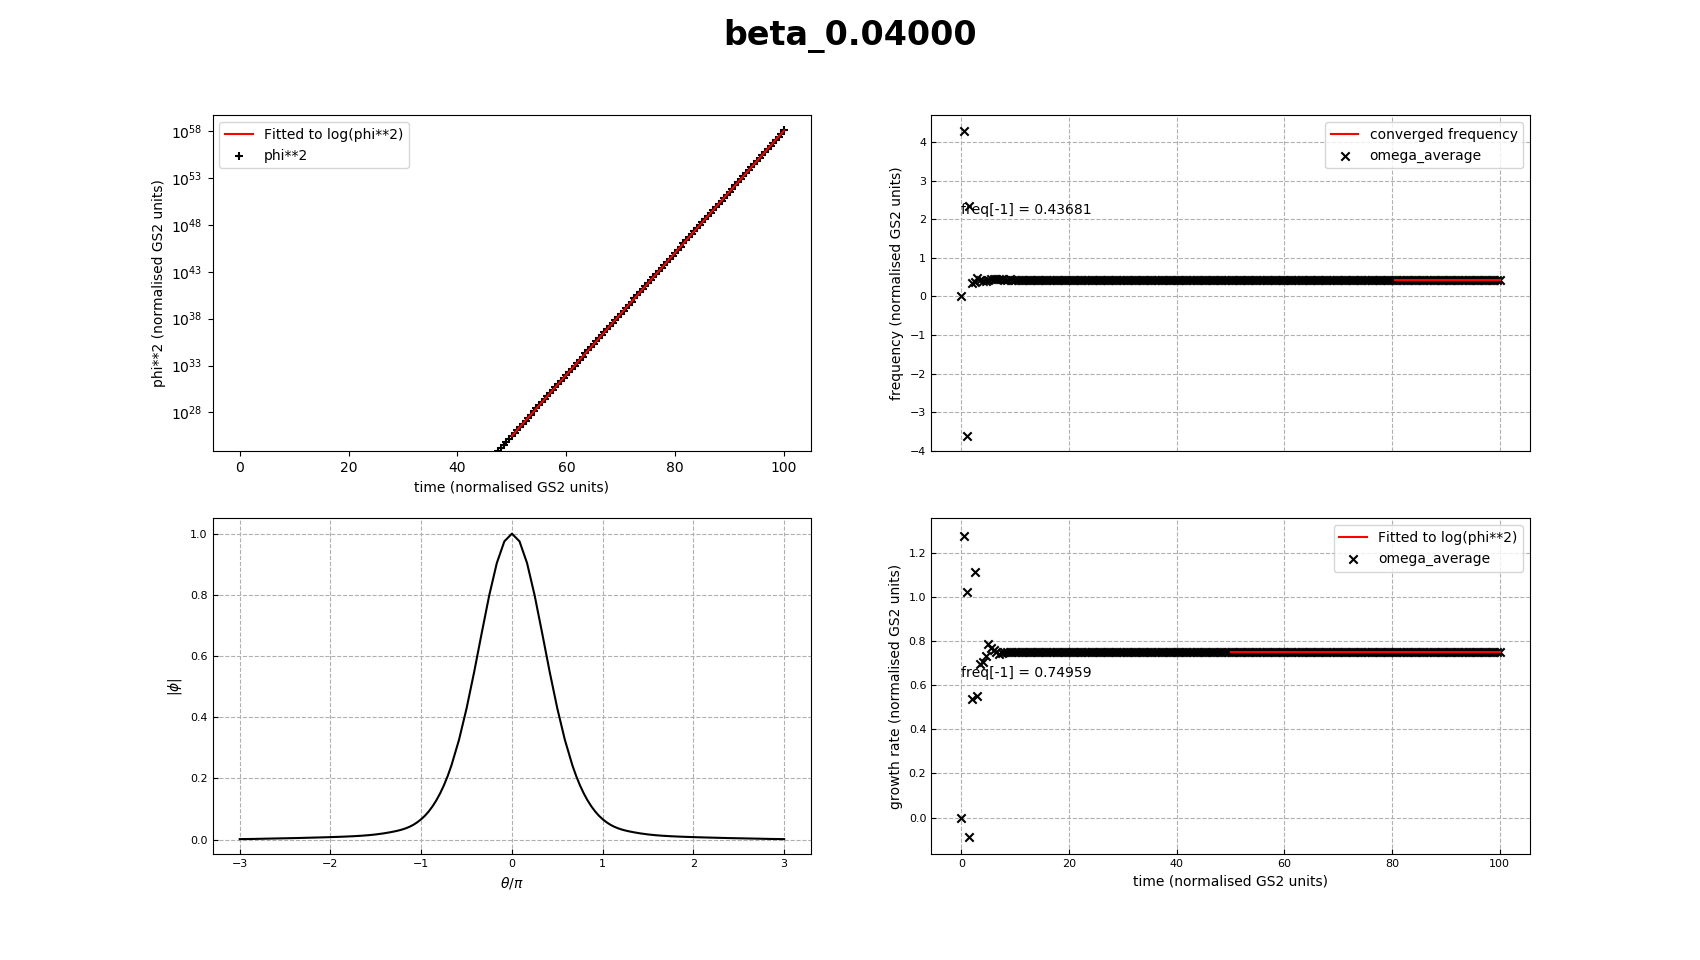 beta_0.04000
phi**2 (normalised GS2 units)
10^58
10^53
10^48
10^43
10^38
10^33
10^28
Fitted to log(phi**2)
phi**2
0 20 40 60 80 100
time (normalised GS2 units)
frequency (normalised GS2 units)
4
3
2
1
0
−1
−2
−3
−4
converged frequency
omega_average
freq[-1] = 0.43681
|ϕ|
1.0
0.8
0.6
0.4
0.2
0.0
−3 −2 −1 0 1 2 3
θ/π
growth rate (normalised GS2 units)
1.2
1.0
0.8
0.6
0.4
0.2
0.0
Fitted to log(phi**2)
omega_average
freq[-1] = 0.74959
0 20 40 60 80 100
time (normalised GS2 units)